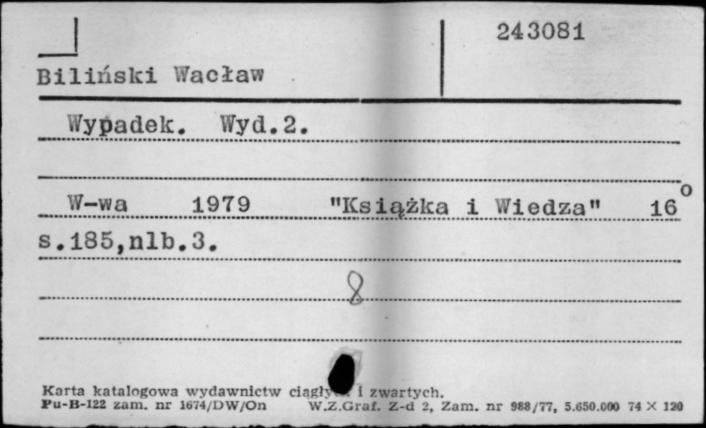 243081
Biliński Wacław
Wypadek. Wyd.2.
W-wa 1979 "Książka i Wiedza" 16°
s.185,nlb.3.
8
Karta katalogowa wydawnictw i zwartych.
Pu-B-122 zam. nr 1674/DW/On W.Z.Graf. Z-d 2, Zam. nr 988/77, 5.650.000 74 × 120